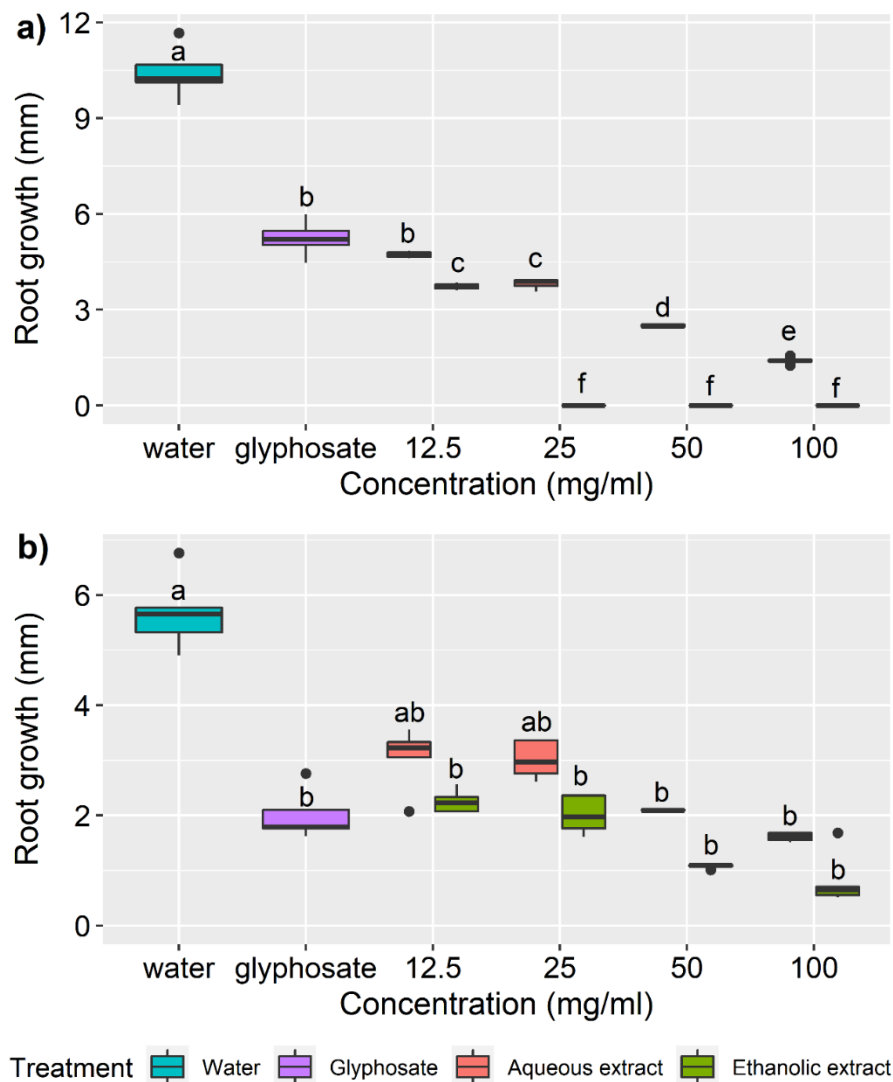 a)
Root growth (mm)
12
9
6
3
0
a
b
b
c
c
f
d
f
e
f
water glyphosate 12.5 25 50 100
Concentration (mg/ml)
b)
Root growth (mm)
6
4
2
0
a
b
ab
b
ab
b
b
b
b
b
water glyphosate 12.5 25 50 100
Concentration (mg/ml)
Treatment Water Glyphosate Aqueous extract Ethanolic extract